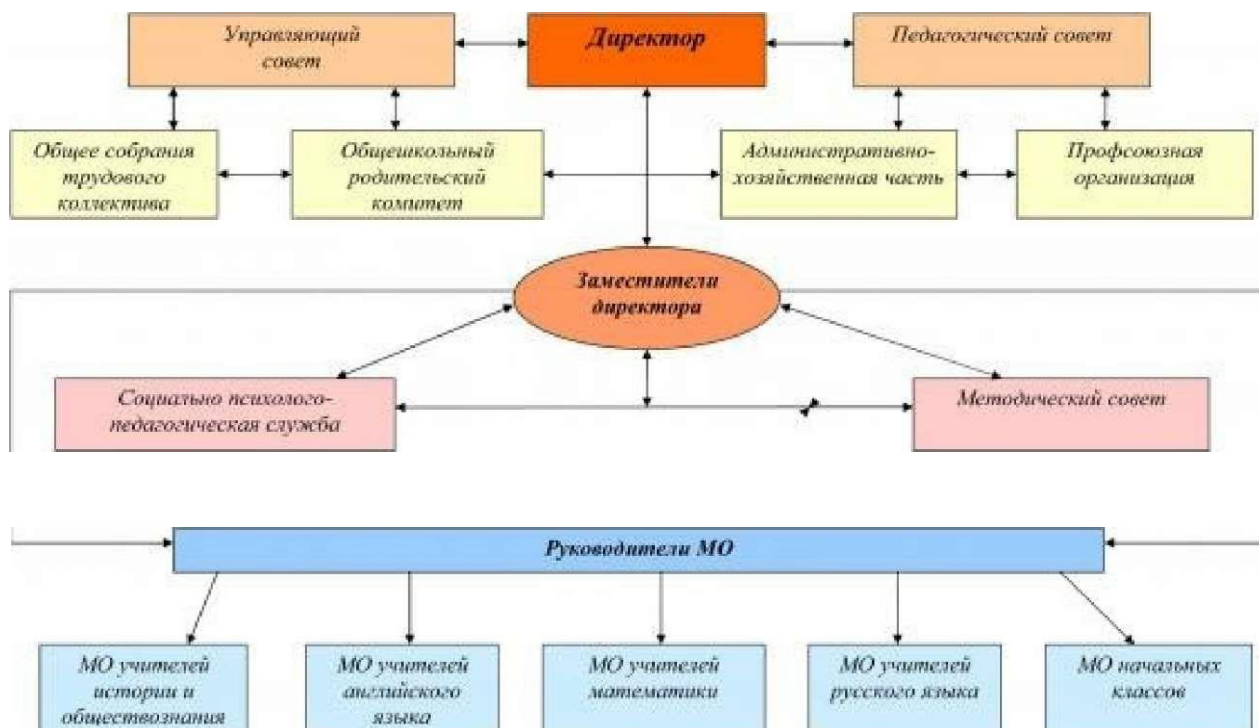 Управляющий
совет
Директор
Педагогический совет
Общее собрания
трудового
коллектива
Общешкольный
родительский
комитет
Административно-
хозяйственная часть
Профсоюзная
организация
Заместители
директора
Социально психолого-
педагогическая служба
Методический совет
Руководители МО
МО учителей
истории и
обществознания
МО учителей
английского
языка
МО учителей
математики
МО учителей
русского языка
МО начальных
классов